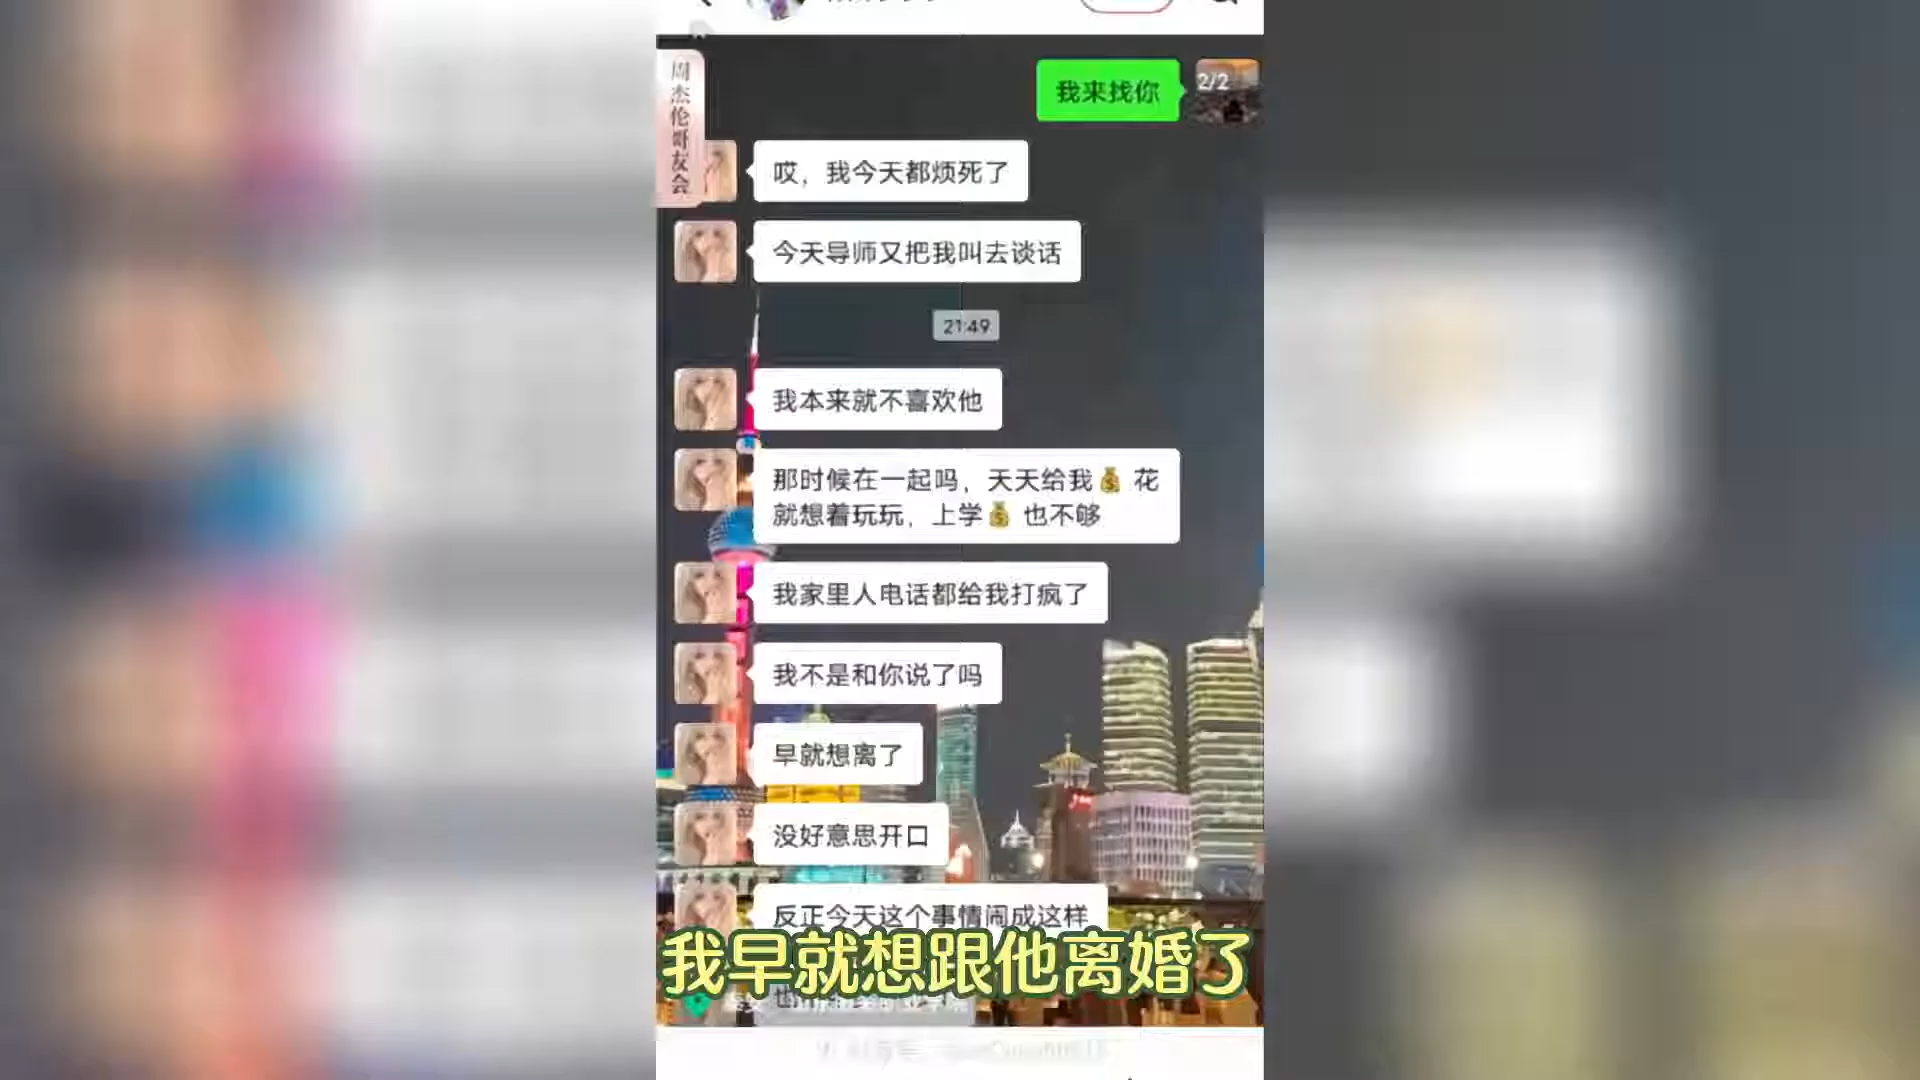 我来找你
2/2
周杰伦哥友会
哎，我今天都烦死了
今天导师又把我叫去谈话
21:49
我本来就不喜欢他
那时候在一起吗，天天给我💰 花
就想着玩玩，上学💰 也不够
我家里人电话都给我打疯了
我不是和你说了吗
早就想离了
没好意思开口
反正今天这个事情闹成这样
我早就想跟他离婚了